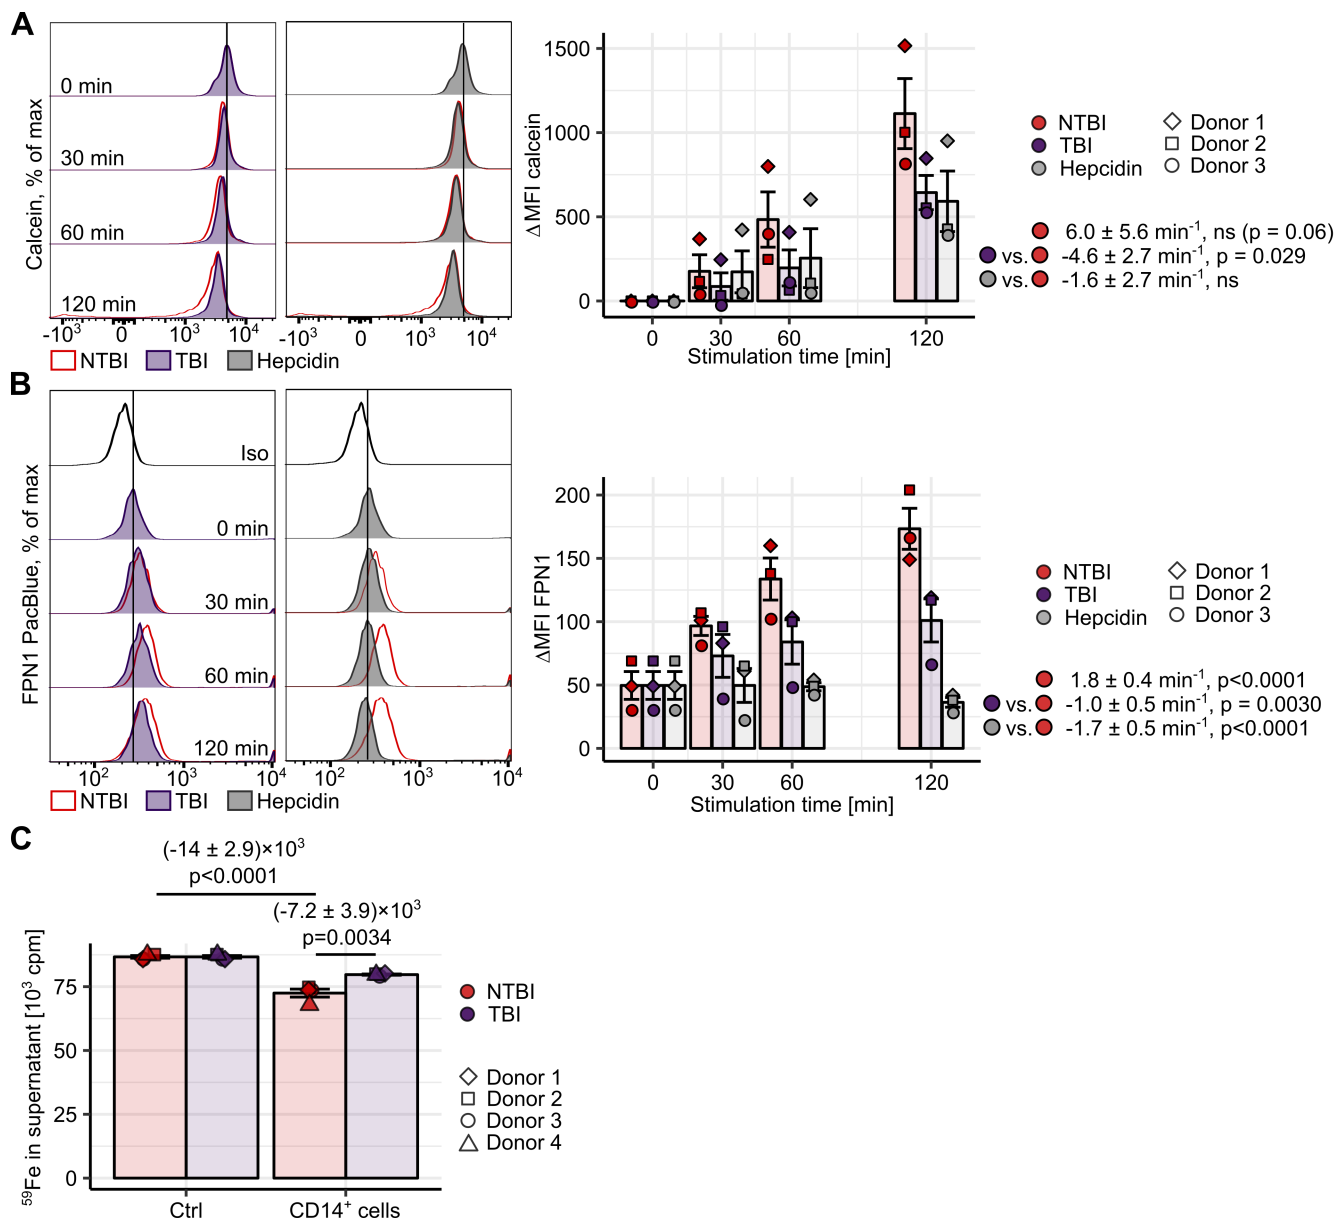 A
Calcein, % of max
0 min
30 min
60 min
120 min
-10³ 0 10³ 10⁴
-10³ 0 10³ 10⁴
NTBI TBI Hepcidin
ΔMFI calcein
1500
1000
500
0
0 30 60 120
Stimulation time [min]
NTBI
TBI
Hepcidin
Donor 1
Donor 2
Donor 3
6.0 ± 5.6 min⁻¹, ns (p = 0.06)
vs. -4.6 ± 2.7 min⁻¹, p = 0.029
vs. -1.6 ± 2.7 min⁻¹, ns
B
FPN1 PacBlue, % of max
Iso
0 min
30 min
60 min
120 min
10² 10³ 10⁴
10² 10³ 10⁴
NTBI TBI Hepcidin
ΔMFI FPN1
200
150
100
50
0
0 30 60 120
Stimulation time [min]
NTBI
TBI
Hepcidin
Donor 1
Donor 2
Donor 3
1.8 ± 0.4 min⁻¹, p<0.0001
vs. -1.0 ± 0.5 min⁻¹, p = 0.0030
vs. -1.7 ± 0.5 min⁻¹, p<0.0001
C
(-14 ± 2.9)×10³
p<0.0001
(-7.2 ± 3.9)×10³
p=0.0034
⁵⁹Fe in supernatant [10³ cpm]
75
50
25
0
Ctrl CD14⁺ cells
NTBI
TBI
Donor 1
Donor 2
Donor 3
Donor 4